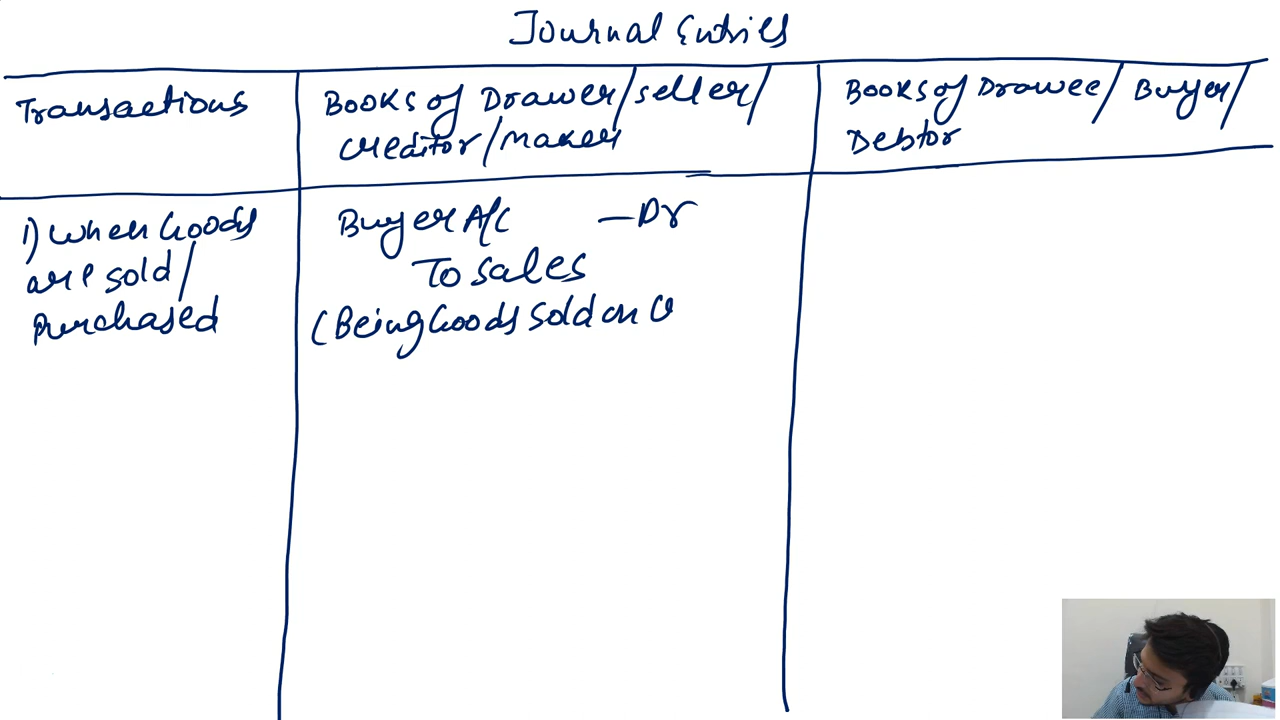 Journal Entries
Transactions
Books of Drawer/seller/
creditor/maker
Books of Drawee/ Buyer/
Debtor
1) When Goods
are sold/
Purchased
Buyer A/c —Dr
To sales
(Being Goods sold on C